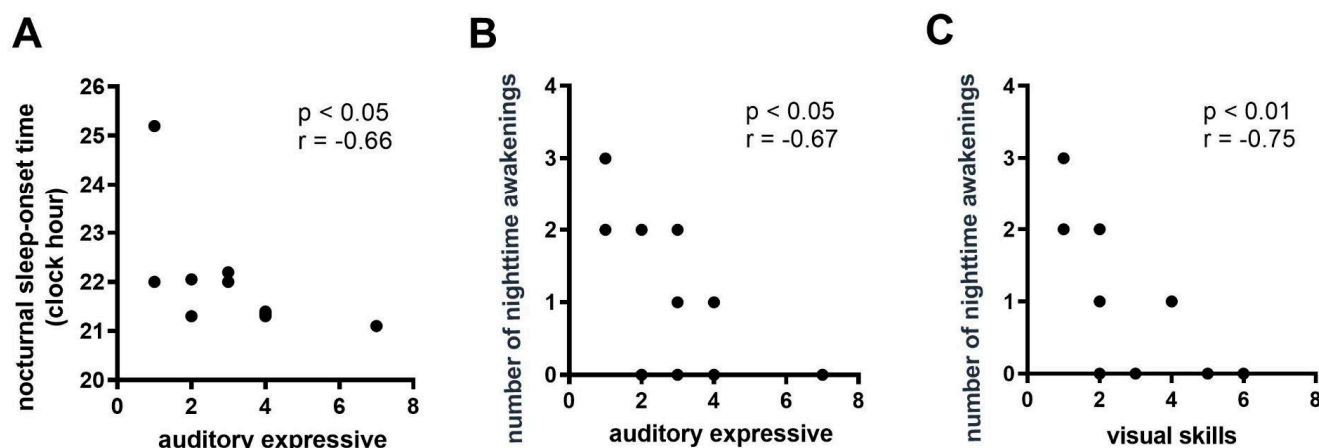 A
nocturnal sleep-onset time
(clock hour)
26
25
24
23
22
21
20
0
2
4
6
8
p < 0.05
r = -0.66
auditory expressive
B
number of nighttime awakenings
4
3
2
1
0
0
2
4
6
8
p < 0.05
r = -0.67
auditory expressive
C
number of nighttime awakenings
4
3
2
1
0
0
2
4
6
8
p < 0.01
r = -0.75
visual skills